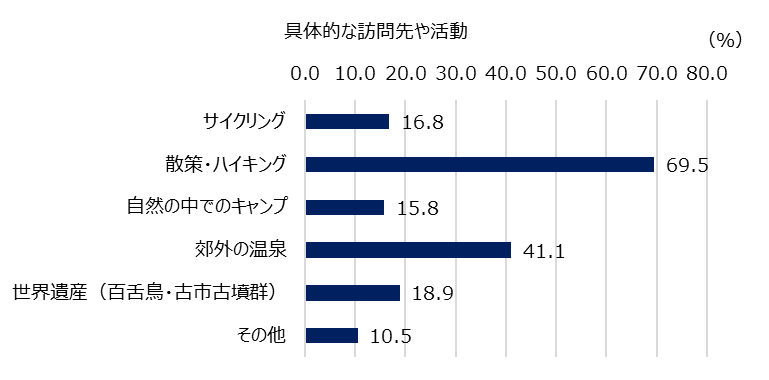 具体的な訪問先や活動
（%）
0.0 10.0 20.0 30.0 40.0 50.0 60.0 70.0 80.0
サイクリング 16.8
散策・ハイキング 69.5
自然の中でのキャンプ 15.8
郊外の温泉 41.1
世界遺産（百舌鳥・古市古墳群） 18.9
その他 10.5